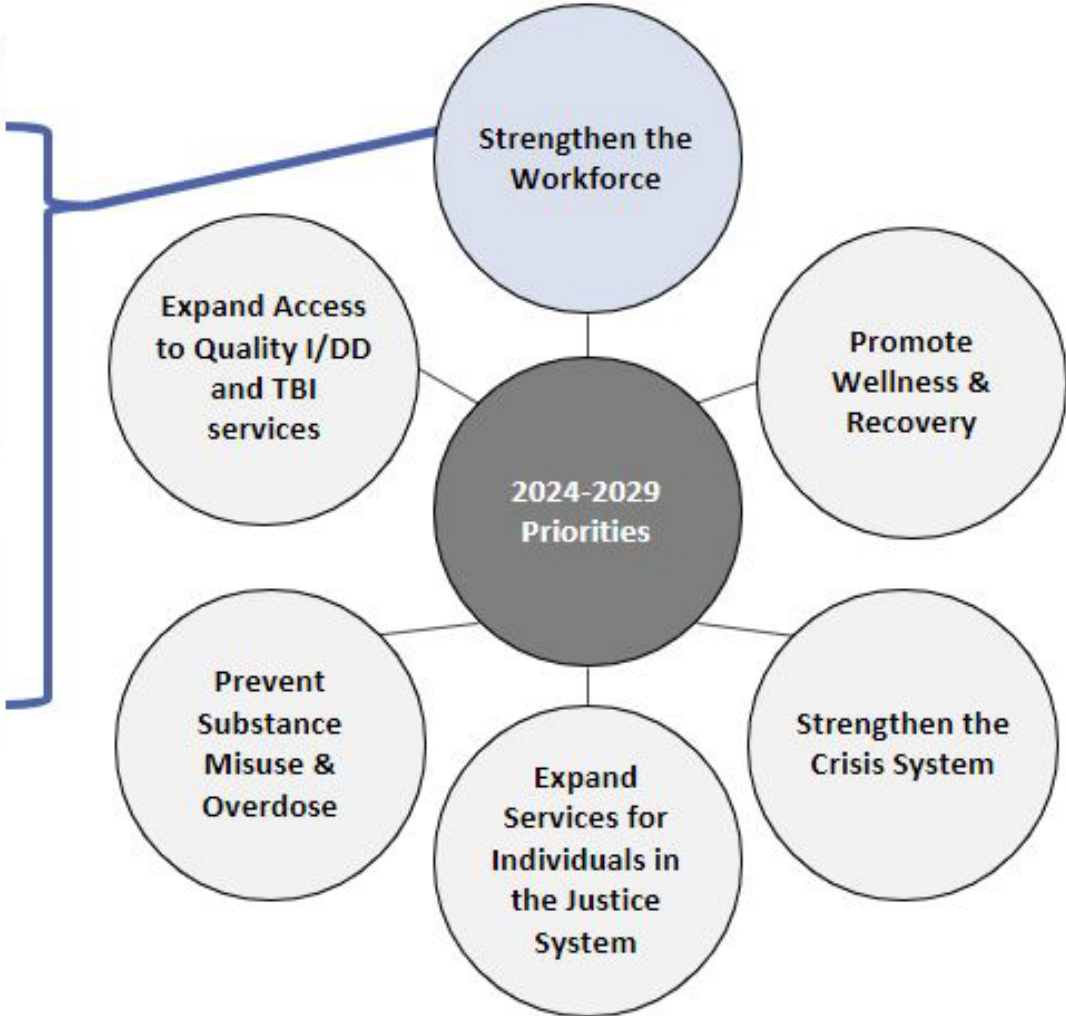 Strengthen the
Workforce
Expand Access
to Quality I/DD
and TBI
services
Promote
Wellness &
Recovery
2024-2029
Priorities
Prevent
Substance
Misuse &
Overdose
Strengthen the
Crisis System
Expand
Services for
Individuals in
the Justice
System